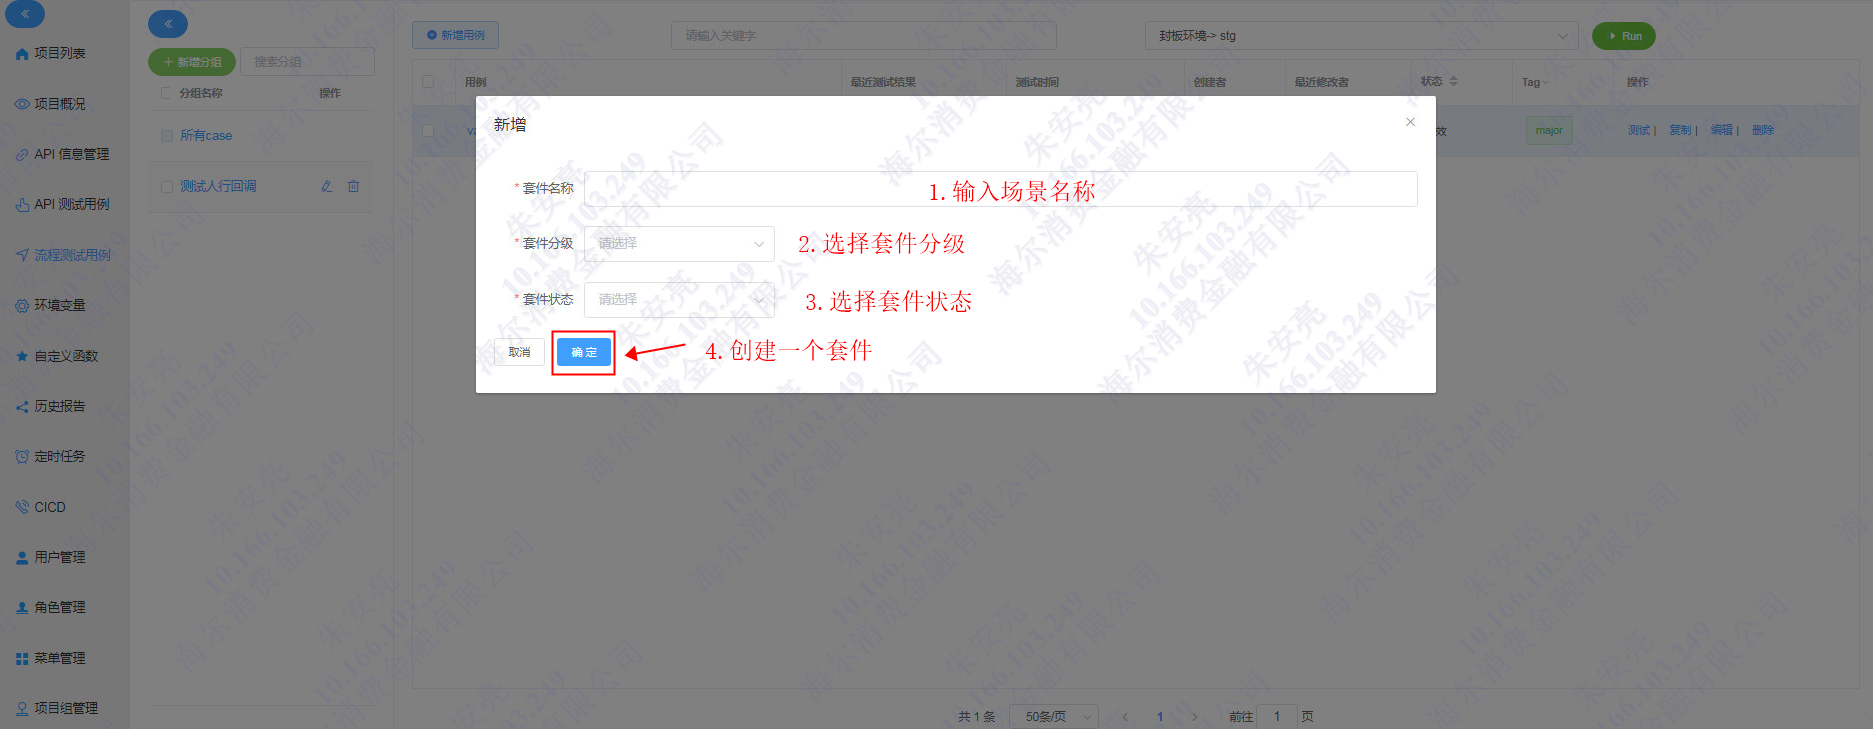 项目列表
项目概况
API 信息管理
API 测试用例
流程测试用例
环境变量
自定义函数
历史报告
定时任务
CICD
用户管理
角色管理
菜单管理
项目组管理
新增分组
搜索分组
分组名称 操作
所有case
测试人行回调
新增用例
请输入关键字
封板环境-> stg
Run
用例 最近测试结果 测试时间 创建者 最近修改者 状态 Tag 操作
va 效 major 测试 | 复制 | 编辑 | 删除
新增
* 套件名称 1.输入场景名称
* 套件分级 请选择 2.选择套件分级
* 套件状态 请选择 3.选择套件状态
取消 确 定 4.创建一个套件
共 1 条 50条/页 1 前往 1 页
朱安亮
10.166.103.249
海尔消费金融有限公司